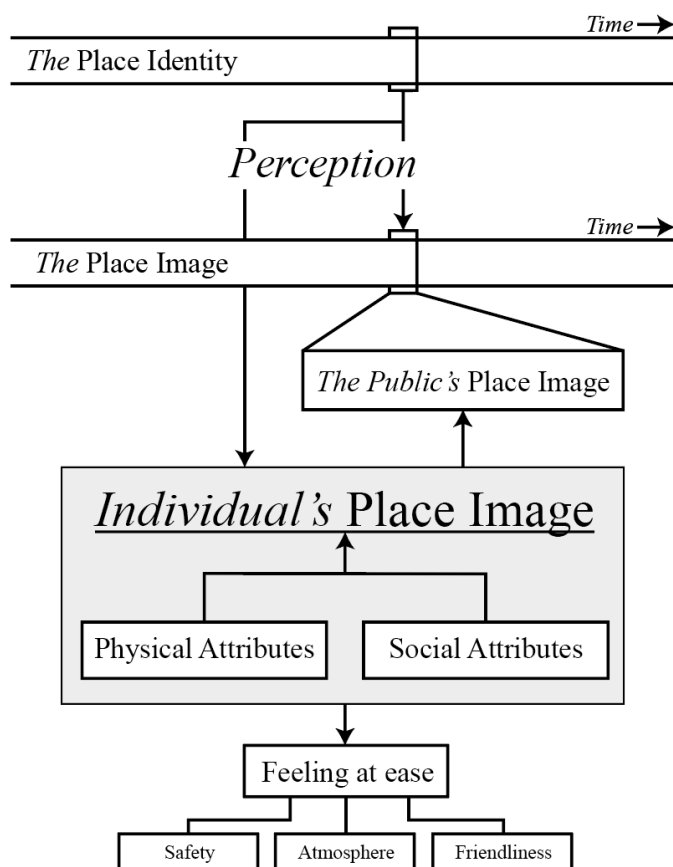 Time
The Place Identity
Perception
Time
The Place Image
The Public's Place Image
Individual's Place Image
Physical Attributes
Social Attributes
Feeling at ease
Safety
Atmosphere
Friendliness